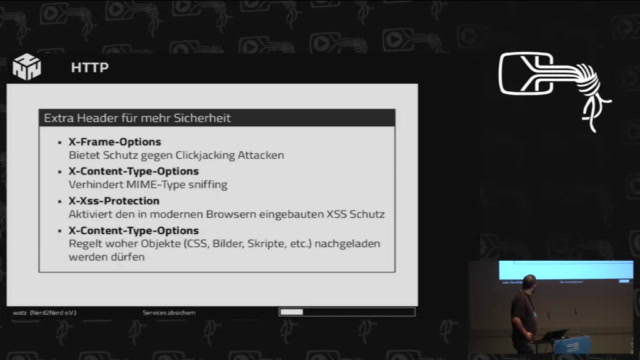 HTTP
Extra Header für mehr Sicherheit
X-Frame-Options
Bietet Schutz gegen Clickjacking Attacken
X-Content-Type-Options
Verhindert MIME-Type sniffing
X-Xss-Protection
Aktiviert den in modernen Browsern eingebauten XSS Schutz
X-Content-Type-Options
Regelt woher Objekte (CSS, Bilder, Skripte, etc.) nachgeladen
werden dürfen
watz (Nerd2Nerd e.V.) Services absichern